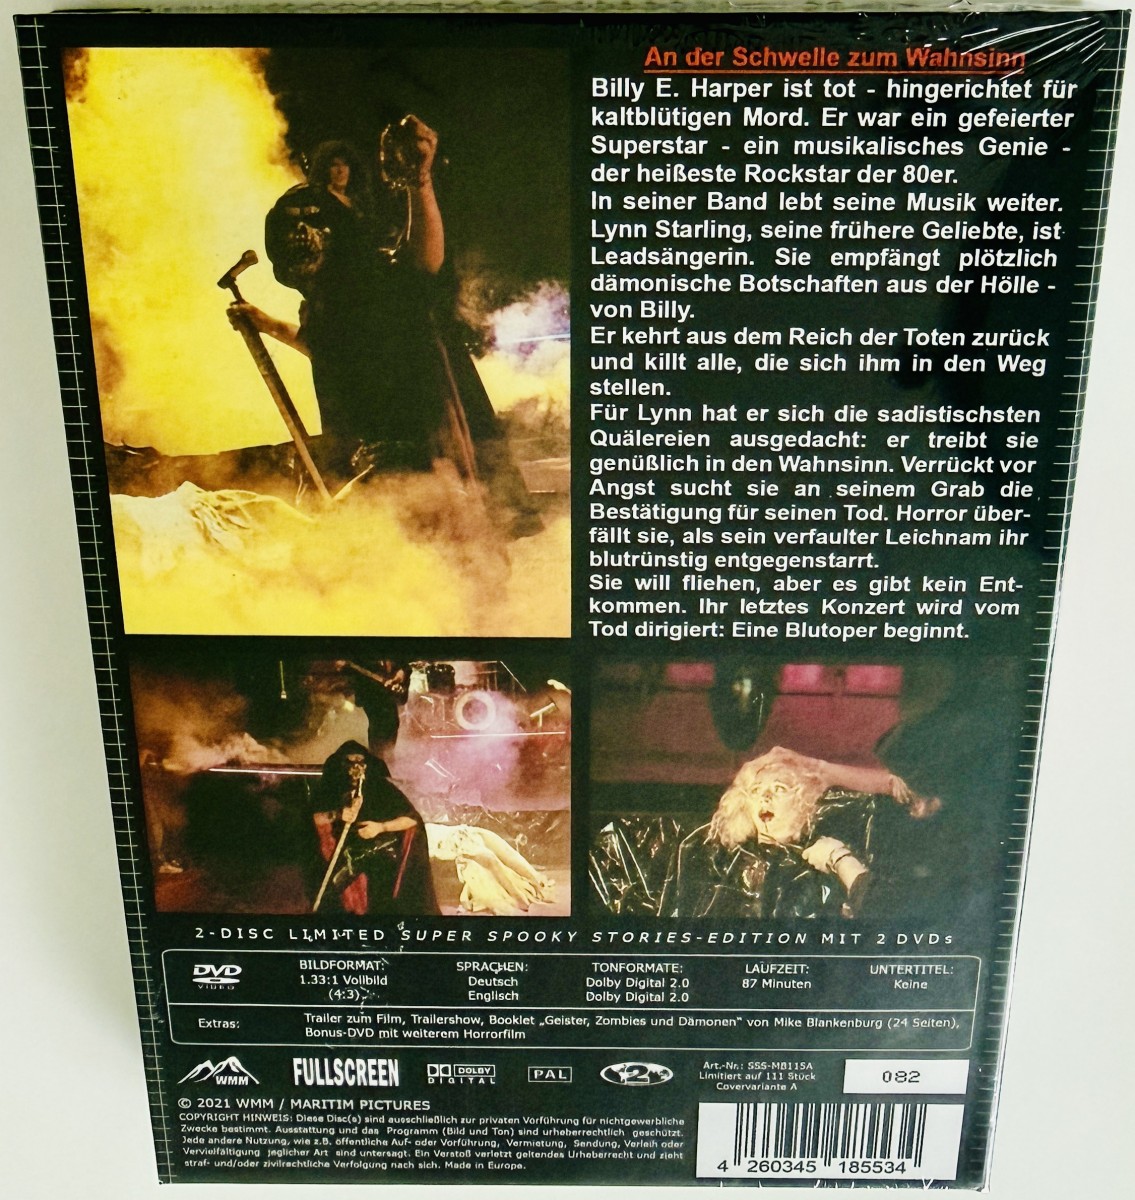 An der Schwelle zum Wahnsinn
Billy E. Harper ist tot - hingerichtet für
kaltblütigen Mord. Er war ein gefeierter
Superstar - ein musikalisches Genie -
der heißeste Rockstar der 80er.
In seiner Band lebt seine Musik weiter.
Lynn Starling, seine frühere Geliebte, ist
Leadsängerin. Sie empfängt plötzlich
dämonische Botschaften aus der Hölle -
von Billy.
Er kehrt aus dem Reich der Toten zurück
und killt alle, die sich ihm in den Weg
stellen.
Für Lynn hat er sich die sadistischsten
Quälereien ausgedacht: er treibt sie
genüßlich in den Wahnsinn. Verrückt vor
Angst sucht sie an seinem Grab die
Bestätigung für seinen Tod. Horror über-
fällt sie, als sein verfaulter Leichnam ihr
blutrünstig entgegenstarrt.
Sie will fliehen, aber es gibt kein Ent-
kommen. Ihr letztes Konzert wird vom
Tod dirigiert: Eine Blutoper beginnt.
2-DISC LIMITED SUPER SPOOKY STORIES-EDITION MIT 2 DVDs
DVD VIDEO
BILDFORMAT:
1.33:1 Vollbild
(4:3)
SPRACHEN:
Deutsch
Englisch
TONFORMATE:
Dolby Digital 2.0
Dolby Digital 2.0
LAUFZEIT:
87 Minuten
UNTERTITEL:
Keine
Extras:
Trailer zum Film, Trailershow, Booklet „Geister, Zombies und Dämonen“ von Mike Blankenburg (24 Seiten),
Bonus-DVD mit weiterem Horrorfilm
WMM
FULLSCREEN
DOLBY
DIGITAL
PAL
2
Art.-Nr.: SSS-MB115A
Limitiert auf 111 Stück
Covervariante A
082
© 2021 WMM / MARITIM PICTURES
COPYRIGHT HINWEIS: Diese Disc(s) sind ausschließlich zur privaten Vorführung für nichtgewerbliche
Zwecke bestimmt. Ausstattung und das Programm (Bild und Ton) sind urheberrechtlich geschützt.
Jede andere Nutzung, wie z.B. öffentliche Auf- oder Vorführung, Vermietung, Sendung, Verleih oder
Vervielfältigung jeglicher Art sind untersagt. Ein Verstoß verletzt geltendes Urheberrecht und zieht
straf- und/oder zivilrechtliche Verfolgung nach sich. Made in Europe.
4 260345 185534